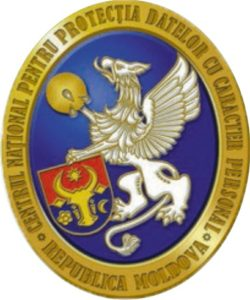 CENTRUL NAȚIONAL PENTRU PROTECȚIA DATELOR CU CARACTER PERSONAL
REPUBLICA MOLDOVA